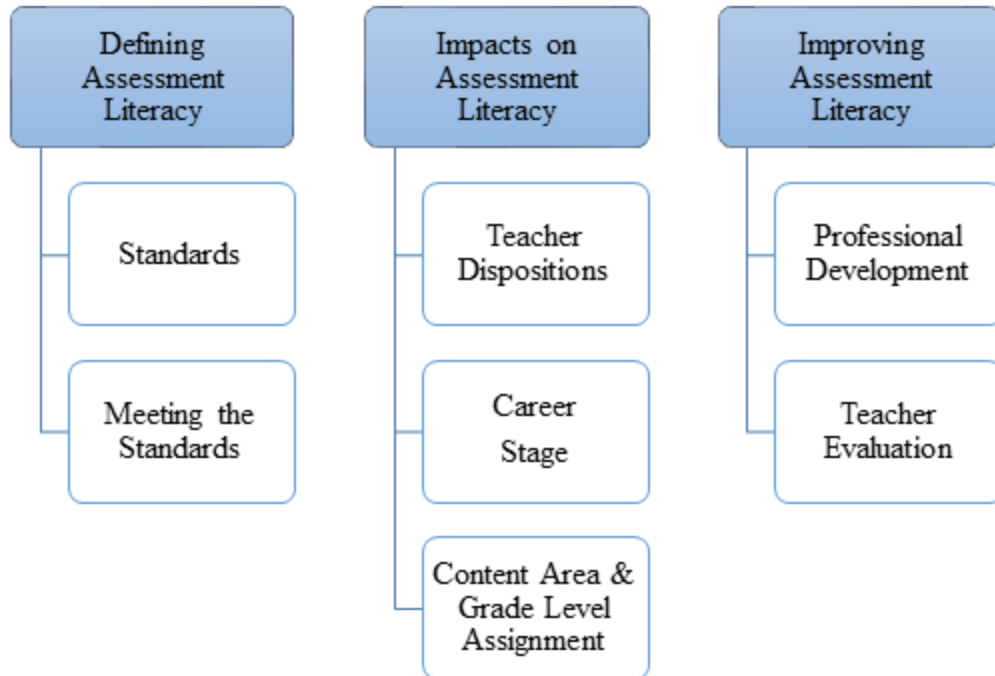 Defining
Assessment
Literacy
Standards
Meeting the
Standards
Impacts on
Assessment
Literacy
Teacher
Dispositions
Career
Stage
Content Area &
Grade Level
Assignment
Improving
Assessment
Literacy
Professional
Development
Teacher
Evaluation